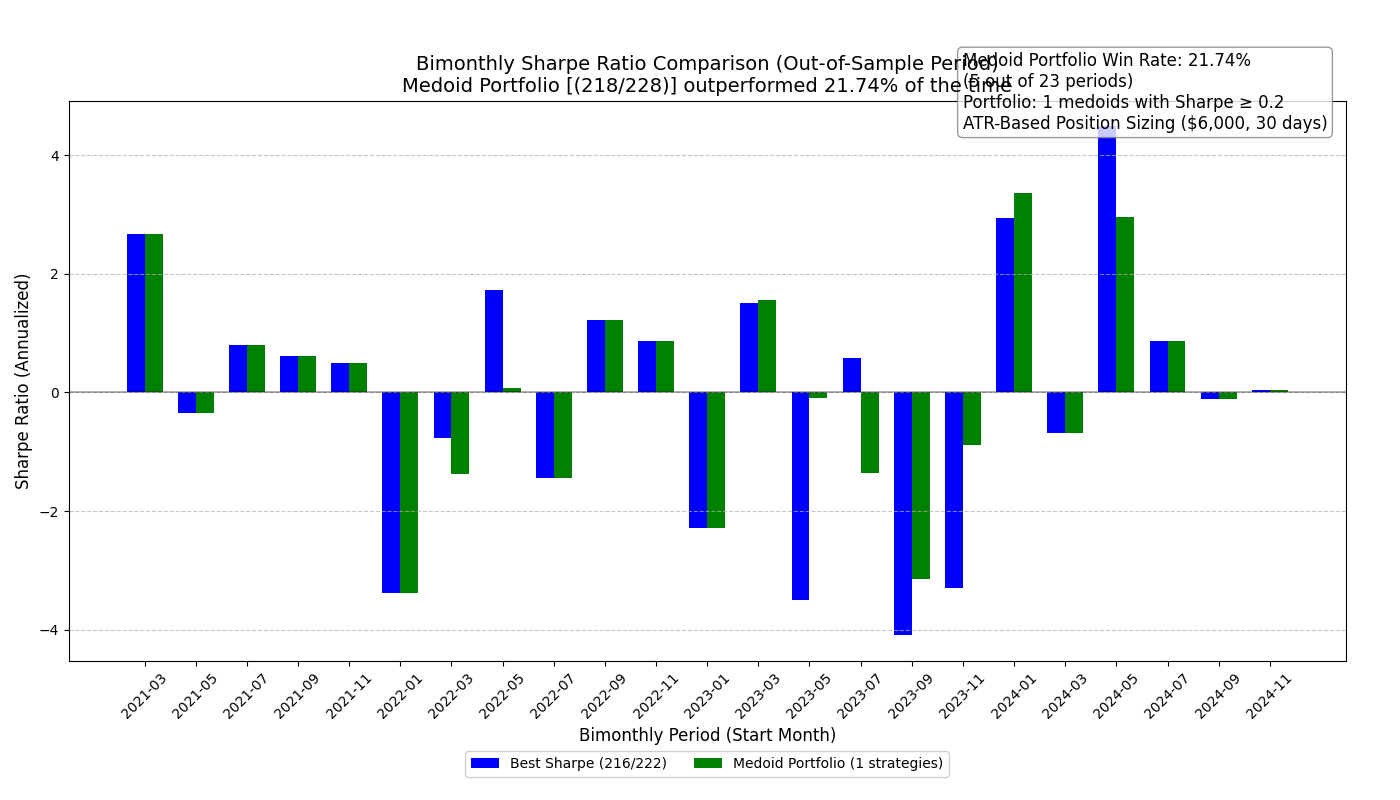 Bimonthly Sharpe Ratio Comparison (Out-of-Sample Period)
Medoid Portfolio [(218/228)] outperformed 21.74% of the time
Medoid Portfolio Win Rate: 21.74%
(5 out of 23 periods)
Portfolio: 1 medoids with Sharpe ≥ 0.2
ATR-Based Position Sizing ($6,000, 30 days)
Sharpe Ratio (Annualized)
4
2
0
−2
−4
2021-03
2021-05
2021-07
2021-09
2021-11
2022-01
2022-03
2022-05
2022-07
2022-09
2022-11
2023-01
2023-03
2023-05
2023-07
2023-09
2023-11
2024-01
2024-03
2024-05
2024-07
2024-09
2024-11
Bimonthly Period (Start Month)
Best Sharpe (216/222)
Medoid Portfolio (1 strategies)